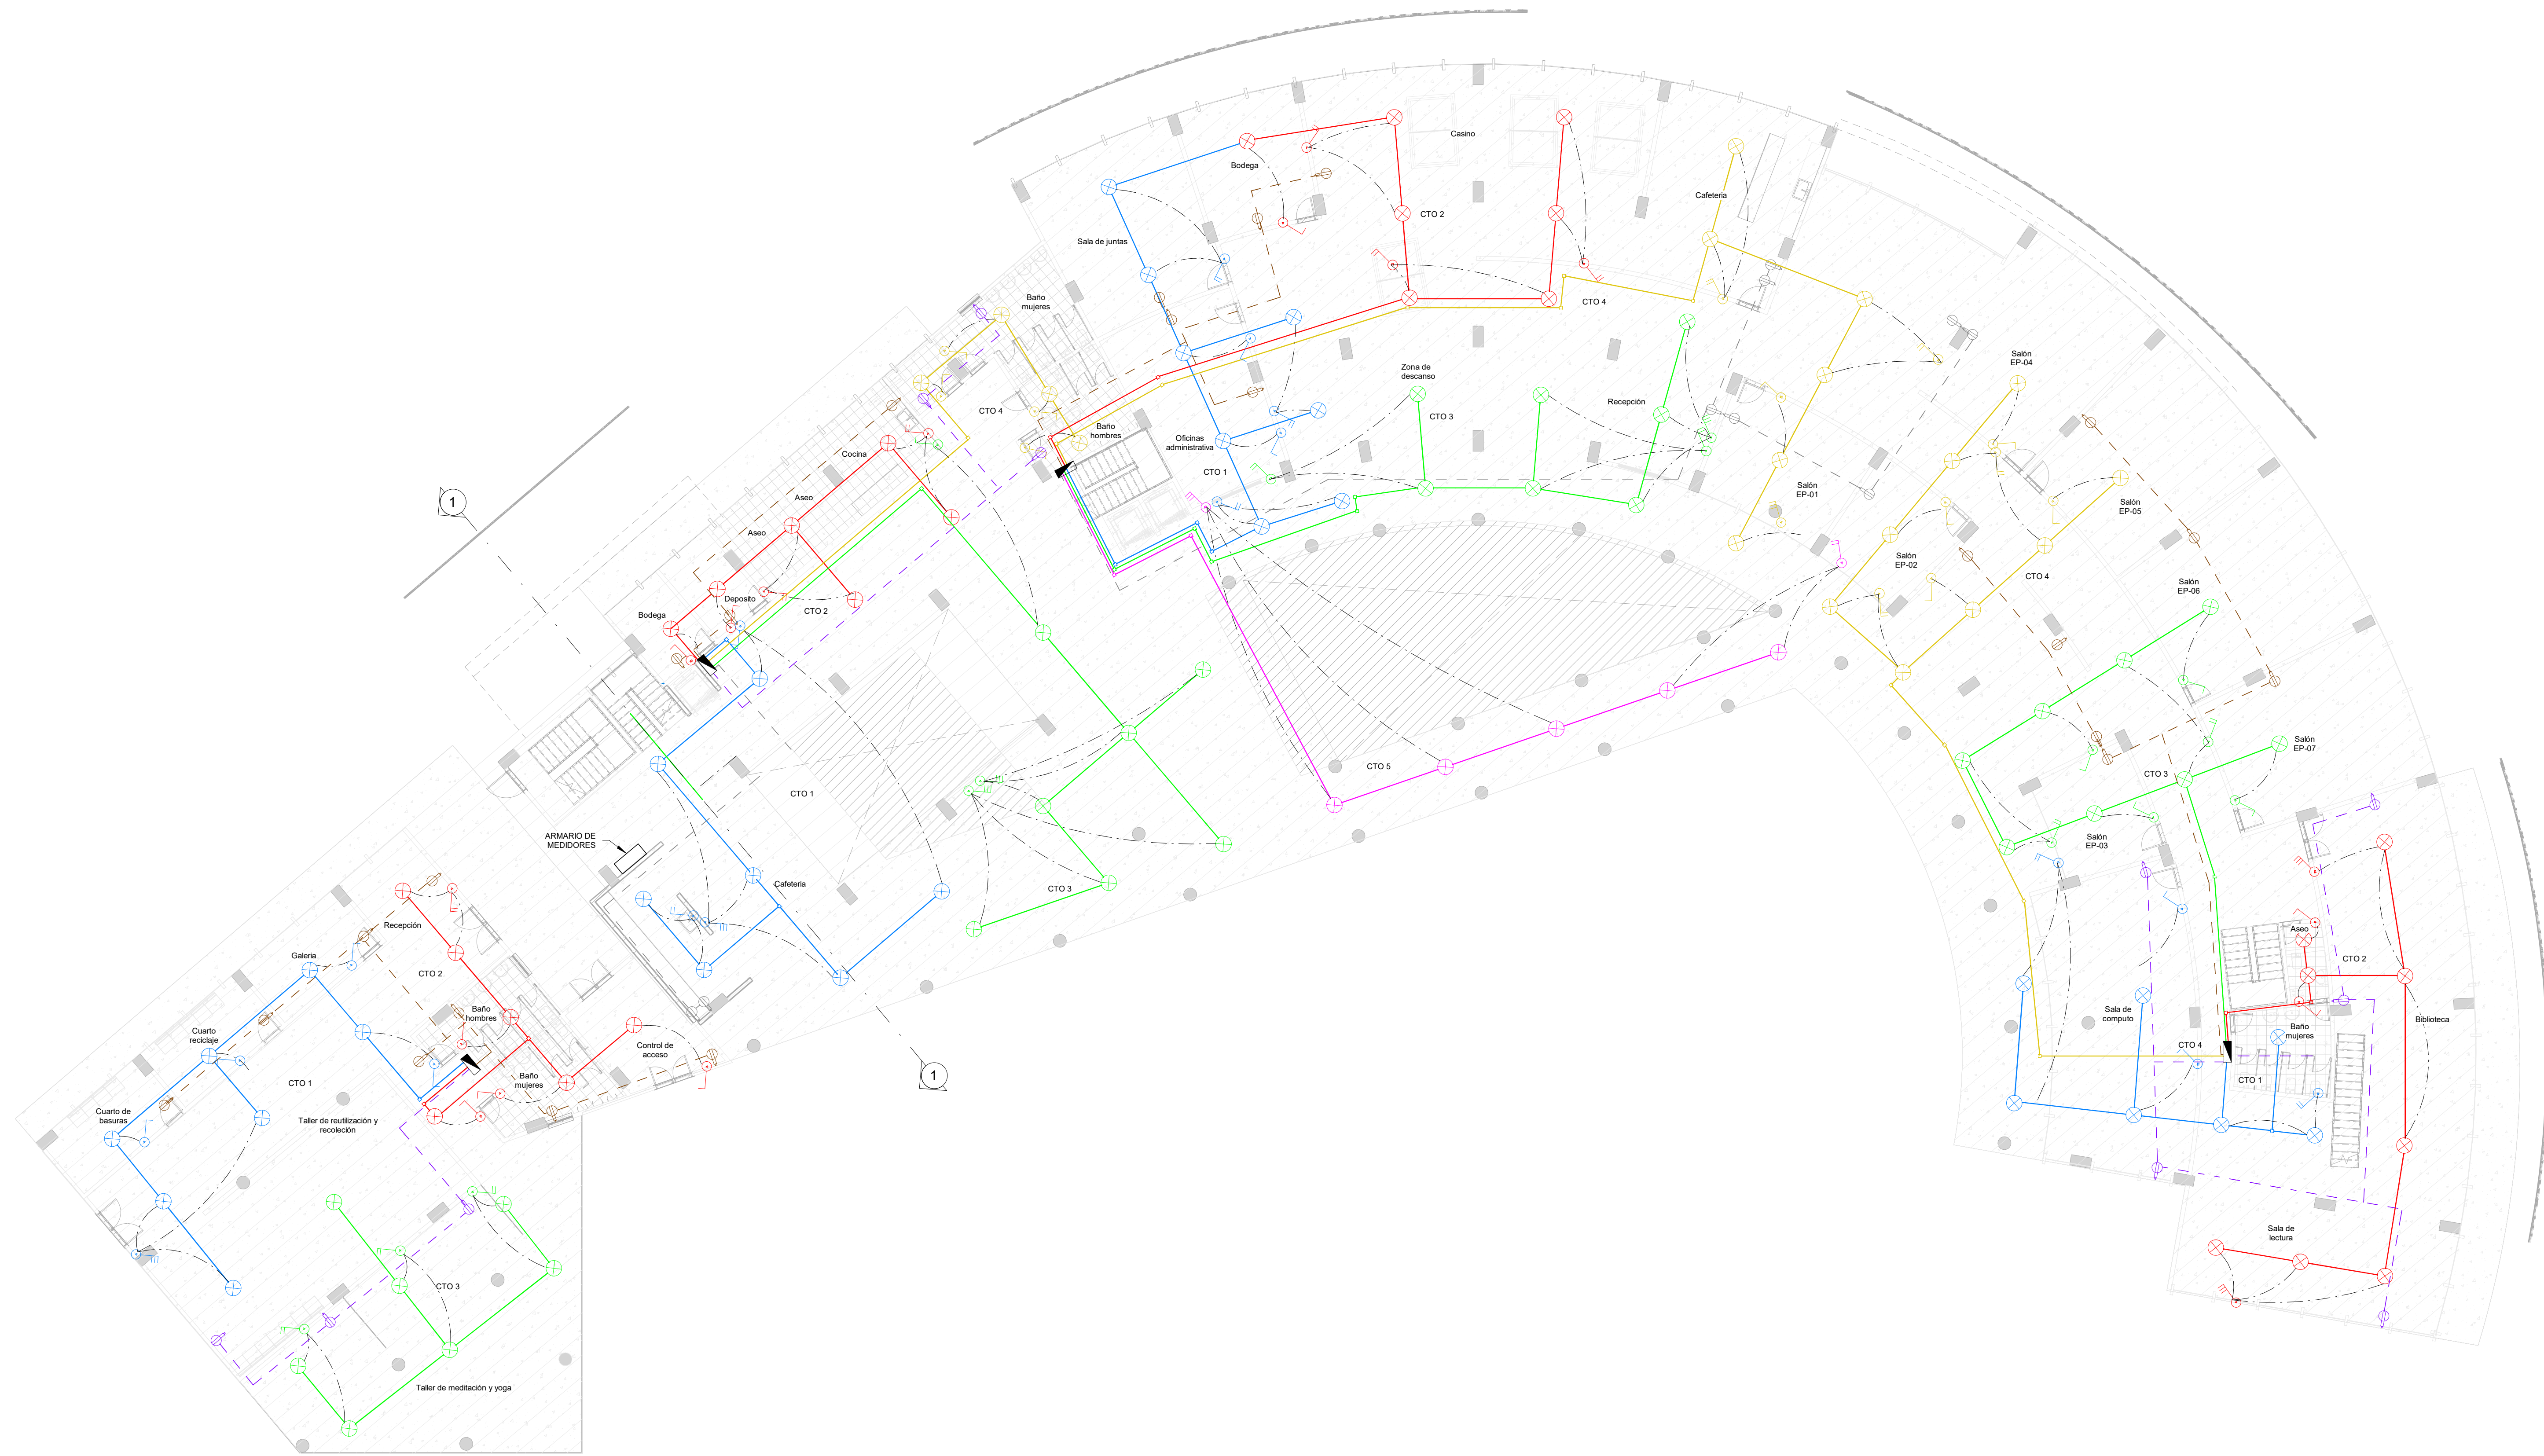 Casino
Bodega
Cafeteria
CTO 2
Sala de juntas
Baño
mujeres
CTO 4
Zona de
descanso
Salón
EP-04
Recepción
CTO 4
CTO 3
Baño
hombres
Oficinas
administrativa
Cocina
CTO 1
Salón
EP-01
Salón
EP-05
Aseo
1
Aseo
Salón
EP-02
CTO 4
Salón
EP-06
Deposito
CTO 2
Bodega
Salón
EP-07
CTO 5
CTO 3
CTO 1
ARMARIO DE
MEDIDORES
Salón
EP-03
Cafeteria
CTO 3
Recepción
Aseo
Galeria
CTO 2
CTO 2
Baño
hombres
Sala de
computo
Biblioteca
Baño
mujeres
Cuarto
reciclaje
Control de
acceso
CTO 4
1
CTO 1
Baño
mujeres
CTO 1
Cuarto de
basuras
Taller de reutilización y
recoleción
Sala de
lectura
CTO 3
Taller de meditación y yoga